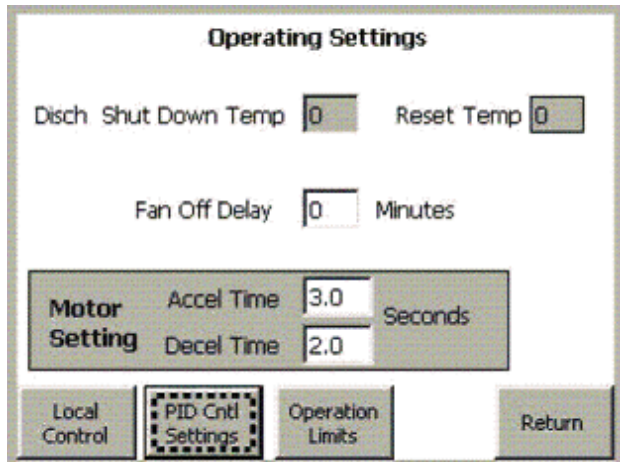 Operating Settings
Disch Shut Down Temp 0 Reset Temp 0
Fan Off Delay 0 Minutes
Motor Setting
Accel Time 3.0
Decel Time 2.0
Seconds
Local Control
PID Cntl Settings
Operation Limits
Return